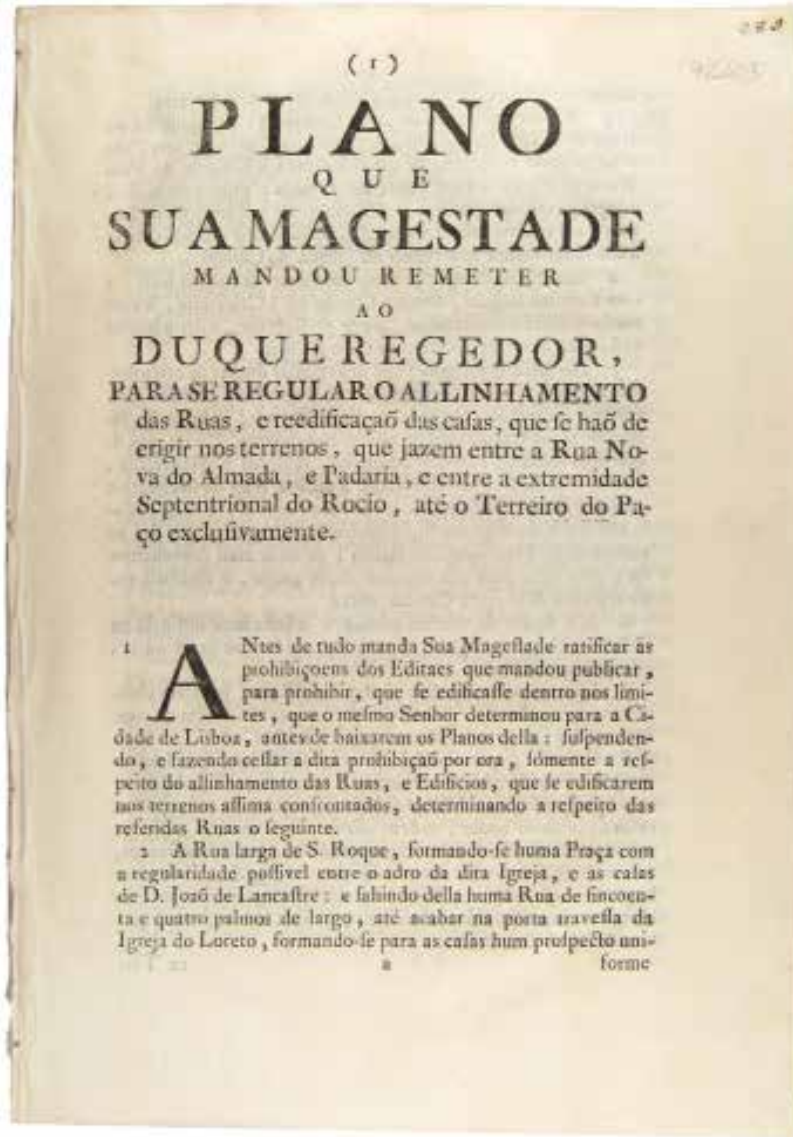 ( 1 )
PLANO
QUE
SUA MAGESTADE
MANDOU REMETER
AO
DUQUE REGEDOR,
PARA SE REGULAR O ALLINHAMENTO
das Ruas, e reedificaçaõ das caſas, que ſe haõ de
erigir nos terrenos, que jazem entre a Rua No-
va do Almada, e Padaria, e entre a extremidade
Septentrional do Rocio, até o Terreiro do Pa-
ço excluſivamente.
1 ANtes de tudo manda Sua Mageſtade ratificar as
prohibiçoens dos Editaes que mandou publicar,
para prohibir, que ſe edificaſſe dentro nos limi-
tes, que o meſmo Senhor determinou para a Ci-
dade de Lisboa, antes de baixarem os Planos della: ſuſpenden-
do, e fazendo ceſſar a dita prohibiçaõ por ora, ſómente a reſ-
peito do allinhamento das Ruas, e Edificios, que ſe edificarem
nos terrenos aſſima confrontados, determinando a reſpeito das
referidas Ruas o ſeguinte.
2 A Rua larga de S. Roque, formando-ſe huma Praça com
a regularidade poſſivel entre o adro da dita Igreja, e as caſas
de D. Joaõ de Lancaſtre: e ſahindo della huma Rua de ſincoen-
ta e quatro palmos de largo, até acabar na porta traveſſa da
Igreja do Loreto, formando-ſe para as caſas hum proſpecto uni-
a forme